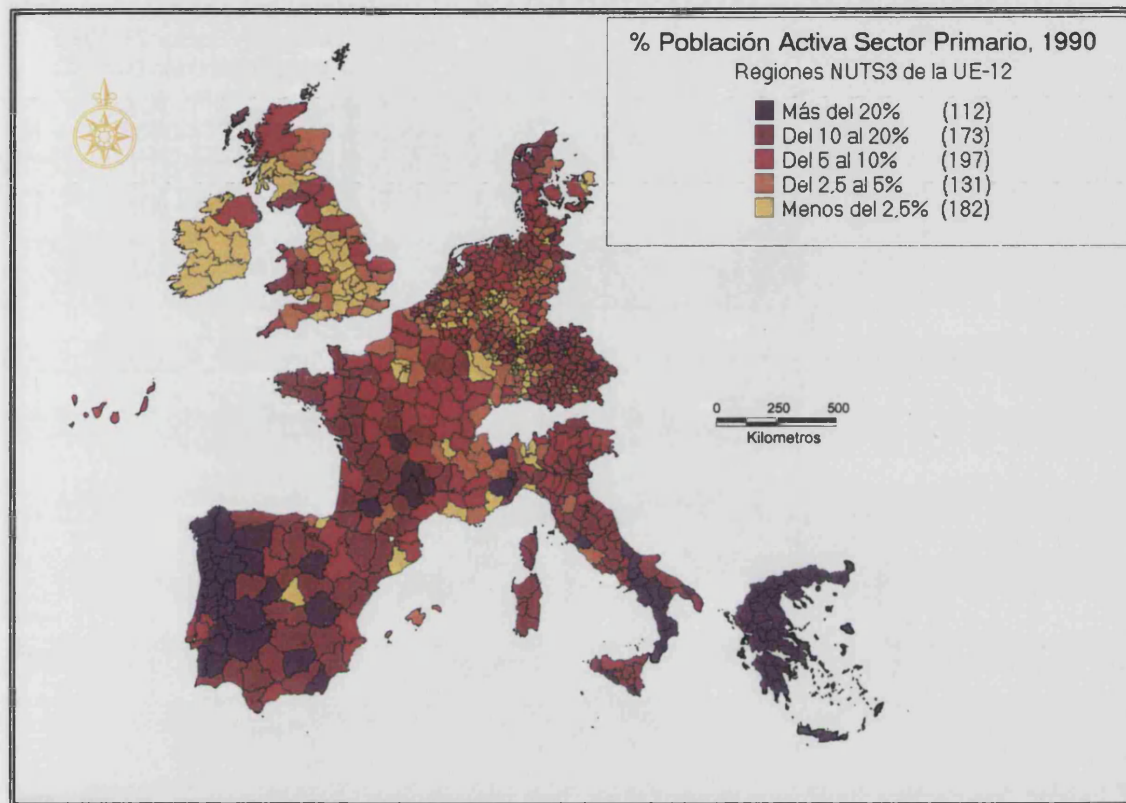 % Población Activa Sector Primario, 1990
Regiones NUTS3 de la UE-12
Más del 20% (112)
Del 10 al 20% (173)
Del 5 al 10% (197)
Del 2,5 al 5% (131)
Menos del 2,5% (182)
0 250 500
Kilometros